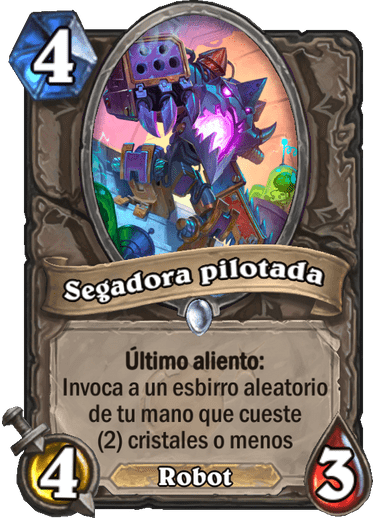 4
Segadora pilotada
Último aliento:
Invoca a un esbirro aleatorio
de tu mano que cueste
(2) cristales o menos
4
Robot
3